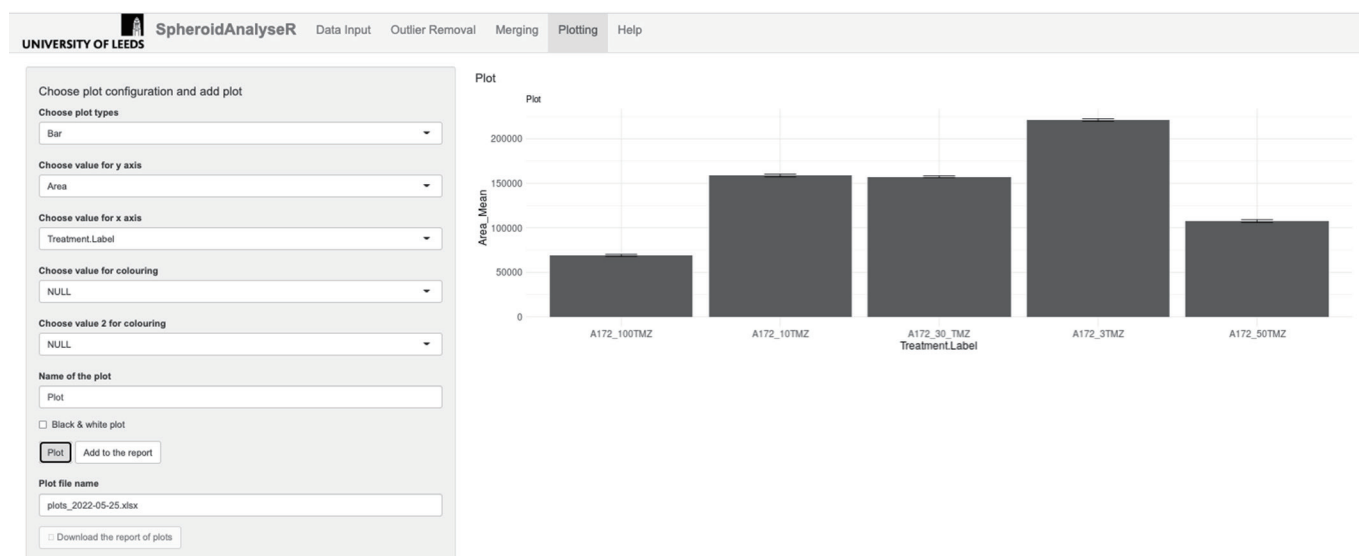 UNIVERSITY OF LEEDS
SpheroidAnalyseR Data Input Outlier Removal Merging Plotting Help
Choose plot configuration and add plot
Choose plot types
Bar
Choose value for y axis
Area
Choose value for x axis
Treatment.Label
Choose value for colouring
NULL
Choose value 2 for colouring
NULL
Name of the plot
Plot
Black & white plot
Plot Add to the report
Plot file name
plots_2022-05-25.xlsx
Download the report of plots
Plot
Plot
Area_Mean
200000
150000
100000
50000
0
A172_100TMZ A172_10TMZ A172_30_TMZ A172_3TMZ A172_50TMZ
Treatment.Label